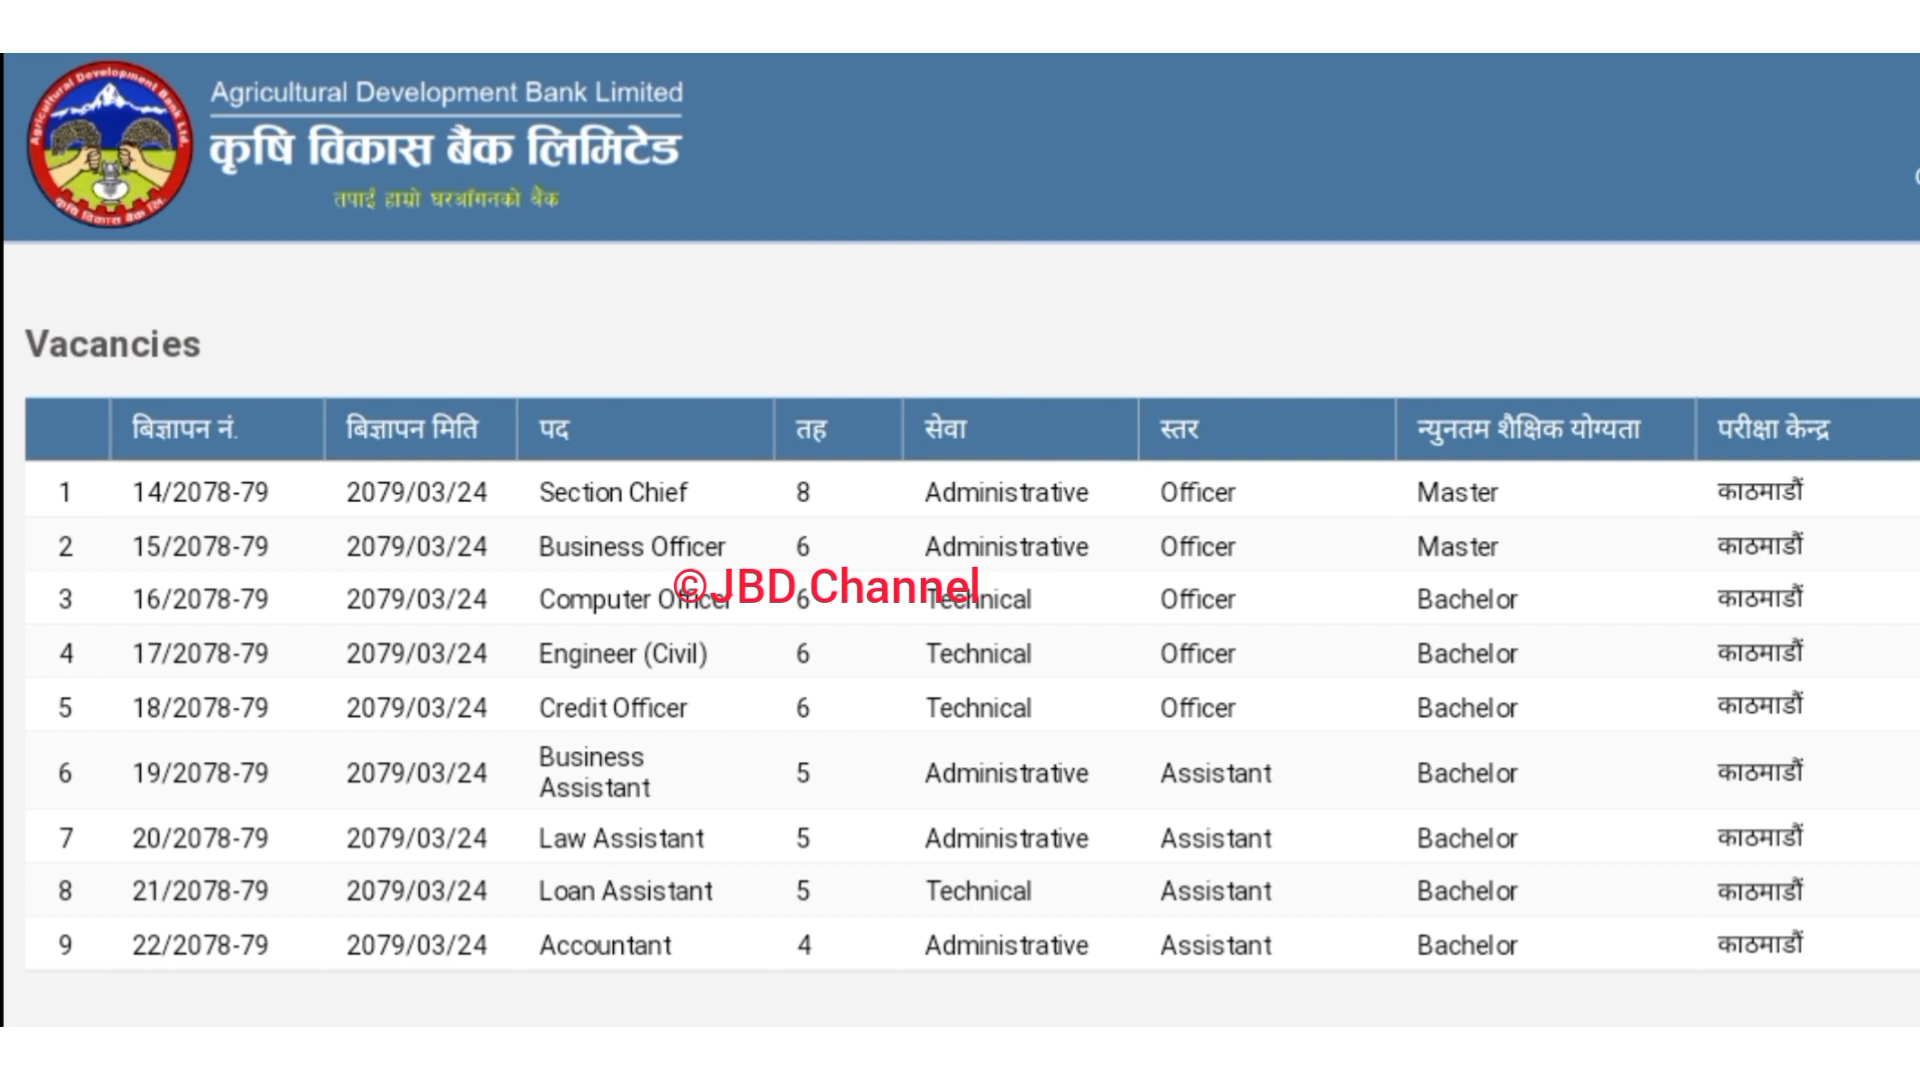 Agricultural Development Bank Ltd.
कृषि विकास बैंक लि.
Agricultural Development Bank Limited
कृषि विकास बैंक लिमिटेड
तपाई हाम्रो घरआँगनको बैंक
Vacancies
बिज्ञापन नं. बिज्ञापन मिति पद तह सेवा स्तर न्युनतम शैक्षिक योग्यता परीक्षा केन्द्र
1 14/2078-79 2079/03/24 Section Chief 8 Administrative Officer Master काठमाडौं
2 15/2078-79 2079/03/24 Business Officer 6 Administrative Officer Master काठमाडौं
©JBD Channel
3 16/2078-79 2079/03/24 Computer Officer 6 Technical Officer Bachelor काठमाडौं
4 17/2078-79 2079/03/24 Engineer (Civil) 6 Technical Officer Bachelor काठमाडौं
5 18/2078-79 2079/03/24 Credit Officer 6 Technical Officer Bachelor काठमाडौं
6 19/2078-79 2079/03/24 Business Assistant 5 Administrative Assistant Bachelor काठमाडौं
7 20/2078-79 2079/03/24 Law Assistant 5 Administrative Assistant Bachelor काठमाडौं
8 21/2078-79 2079/03/24 Loan Assistant 5 Technical Assistant Bachelor काठमाडौं
9 22/2078-79 2079/03/24 Accountant 4 Administrative Assistant Bachelor काठमाडौं